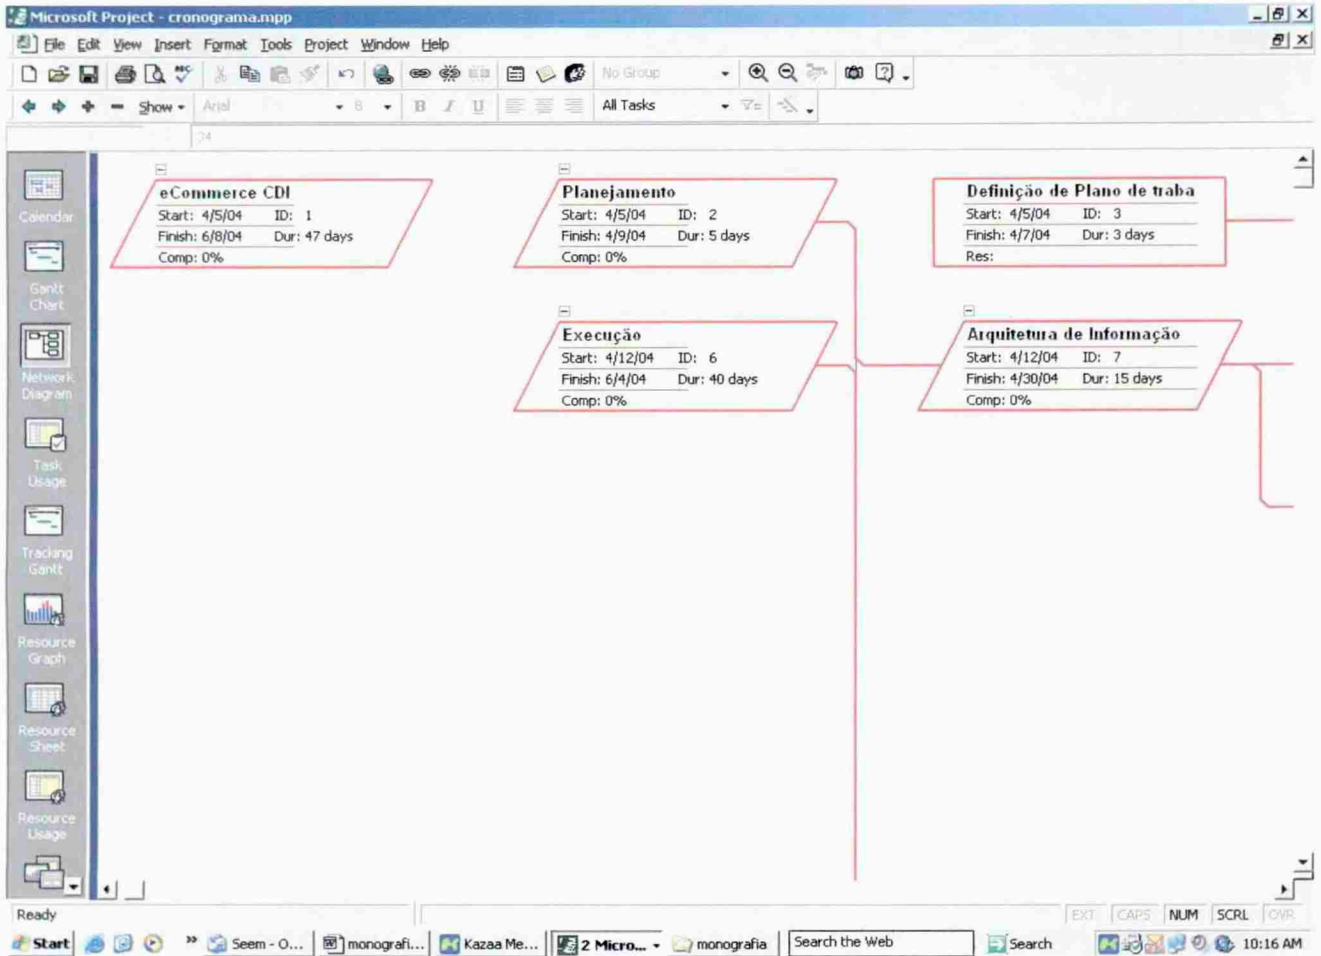 Microsoft Project - cronograma.mpp
File Edit View Insert Format Tools Project Window Help
No Group
Show Arial 8 B I U All Tasks
34
Calendar
Gantt Chart
Network Diagram
Task Usage
Tracking Gantt
Resource Graph
Resource Sheet
Resource Usage
eCommerce CDI
Start: 4/5/04 ID: 1
Finish: 6/8/04 Dur: 47 days
Comp: 0%
Planejamento
Start: 4/5/04 ID: 2
Finish: 4/9/04 Dur: 5 days
Comp: 0%
Definição de Plano de traba
Start: 4/5/04 ID: 3
Finish: 4/7/04 Dur: 3 days
Res:
Execução
Start: 4/12/04 ID: 6
Finish: 6/4/04 Dur: 40 days
Comp: 0%
Arquitetura de Informação
Start: 4/12/04 ID: 7
Finish: 4/30/04 Dur: 15 days
Comp: 0%
Ready
EXT CAPS NUM SCRL OVR
Start » Seem - O... monografi... Kazaa Me... 2 Micro... monografia Search the Web Search 10:16 AM